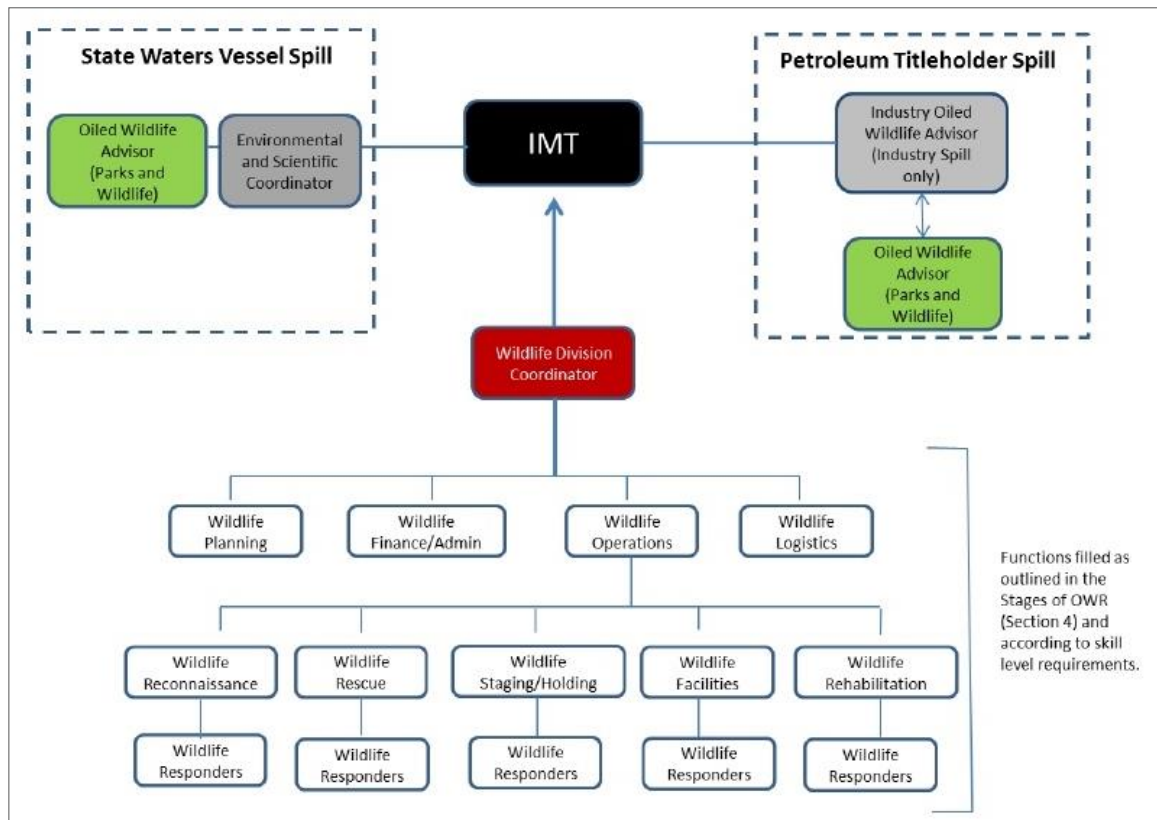 State Waters Vessel Spill
Oiled Wildlife
Advisor
(Parks and
Wildlife)
Environmental
and Scientific
Coordinator
IMT
Petroleum Titleholder Spill
Industry Oiled
Wildlife Advisor
(Industry Spill
only)
Oiled Wildlife
Advisor
(Parks and
Wildlife)
Wildlife Division
Coordinator
Wildlife
Planning
Wildlife
Finance/Admin
Wildlife
Operations
Wildlife
Logistics
Wildlife
Reconnaissance
Wildlife
Rescue
Wildlife
Staging/Holding
Wildlife
Facilities
Wildlife
Rehabilitation
Wildlife
Responders
Wildlife
Responders
Wildlife
Responders
Wildlife
Responders
Wildlife
Responders
Functions filled as
outlined in the
Stages of OWR
(Section 4) and
according to skill
level requirements.